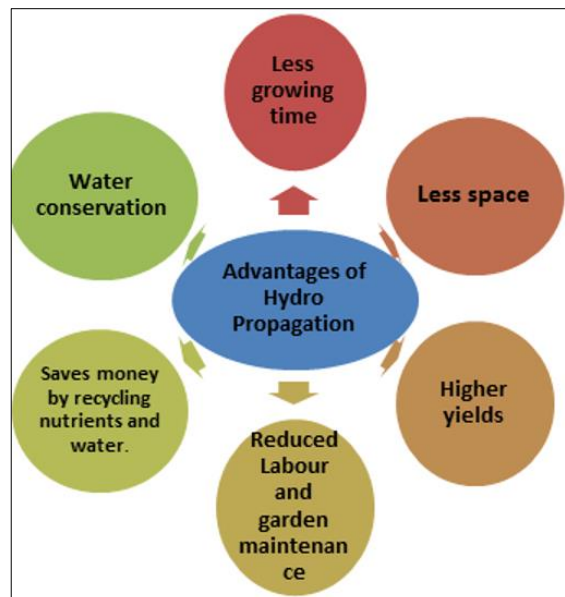 Less
growing
time
Water
conservation
Less space
Advantages of
Hydro
Propagation
Saves money
by recycling
nutrients and
water.
Higher
yields
Reduced
Labour
and
garden
maintenan
ce